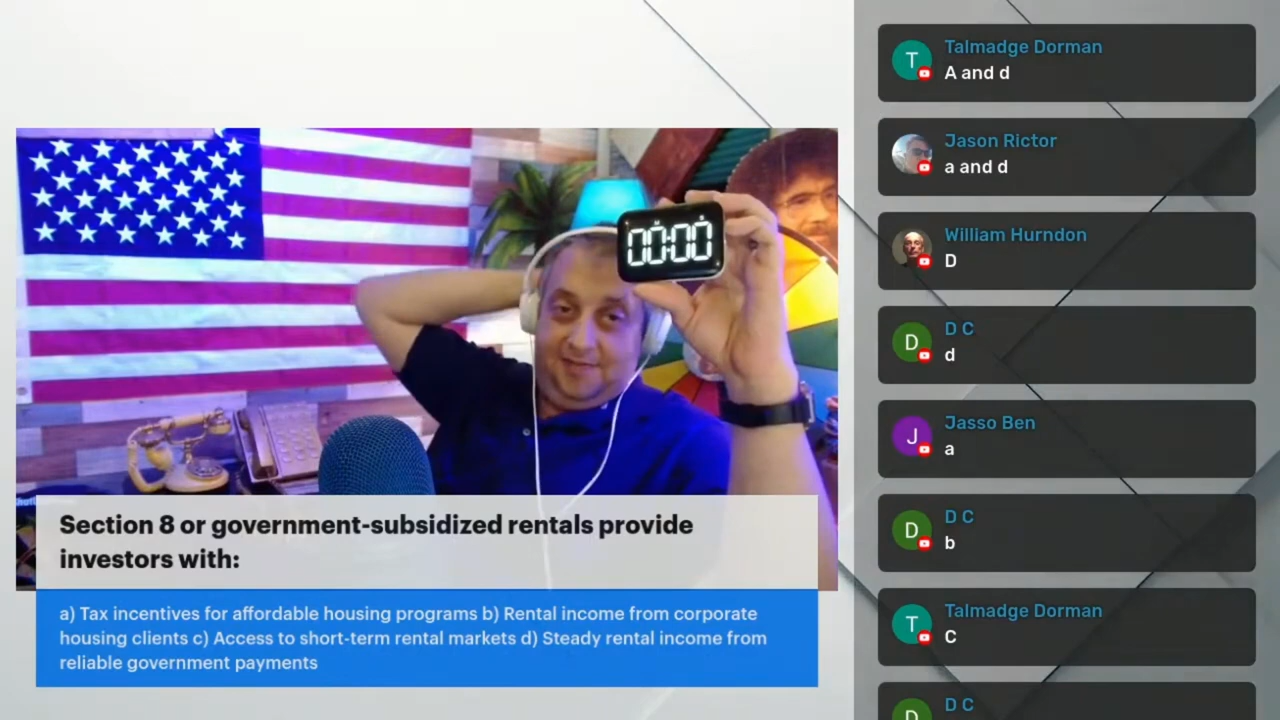 00:00
Section 8 or government-subsidized rentals provide
investors with:
a) Tax incentives for affordable housing programs b) Rental income from corporate
housing clients c) Access to short-term rental markets d) Steady rental income from
reliable government payments
T
Talmadge Dorman
A and d
Jason Rictor
a and d
William Hurndon
D
D
D C
d
J
Jasso Ben
a
D
D C
b
T
Talmadge Dorman
C
D
D C